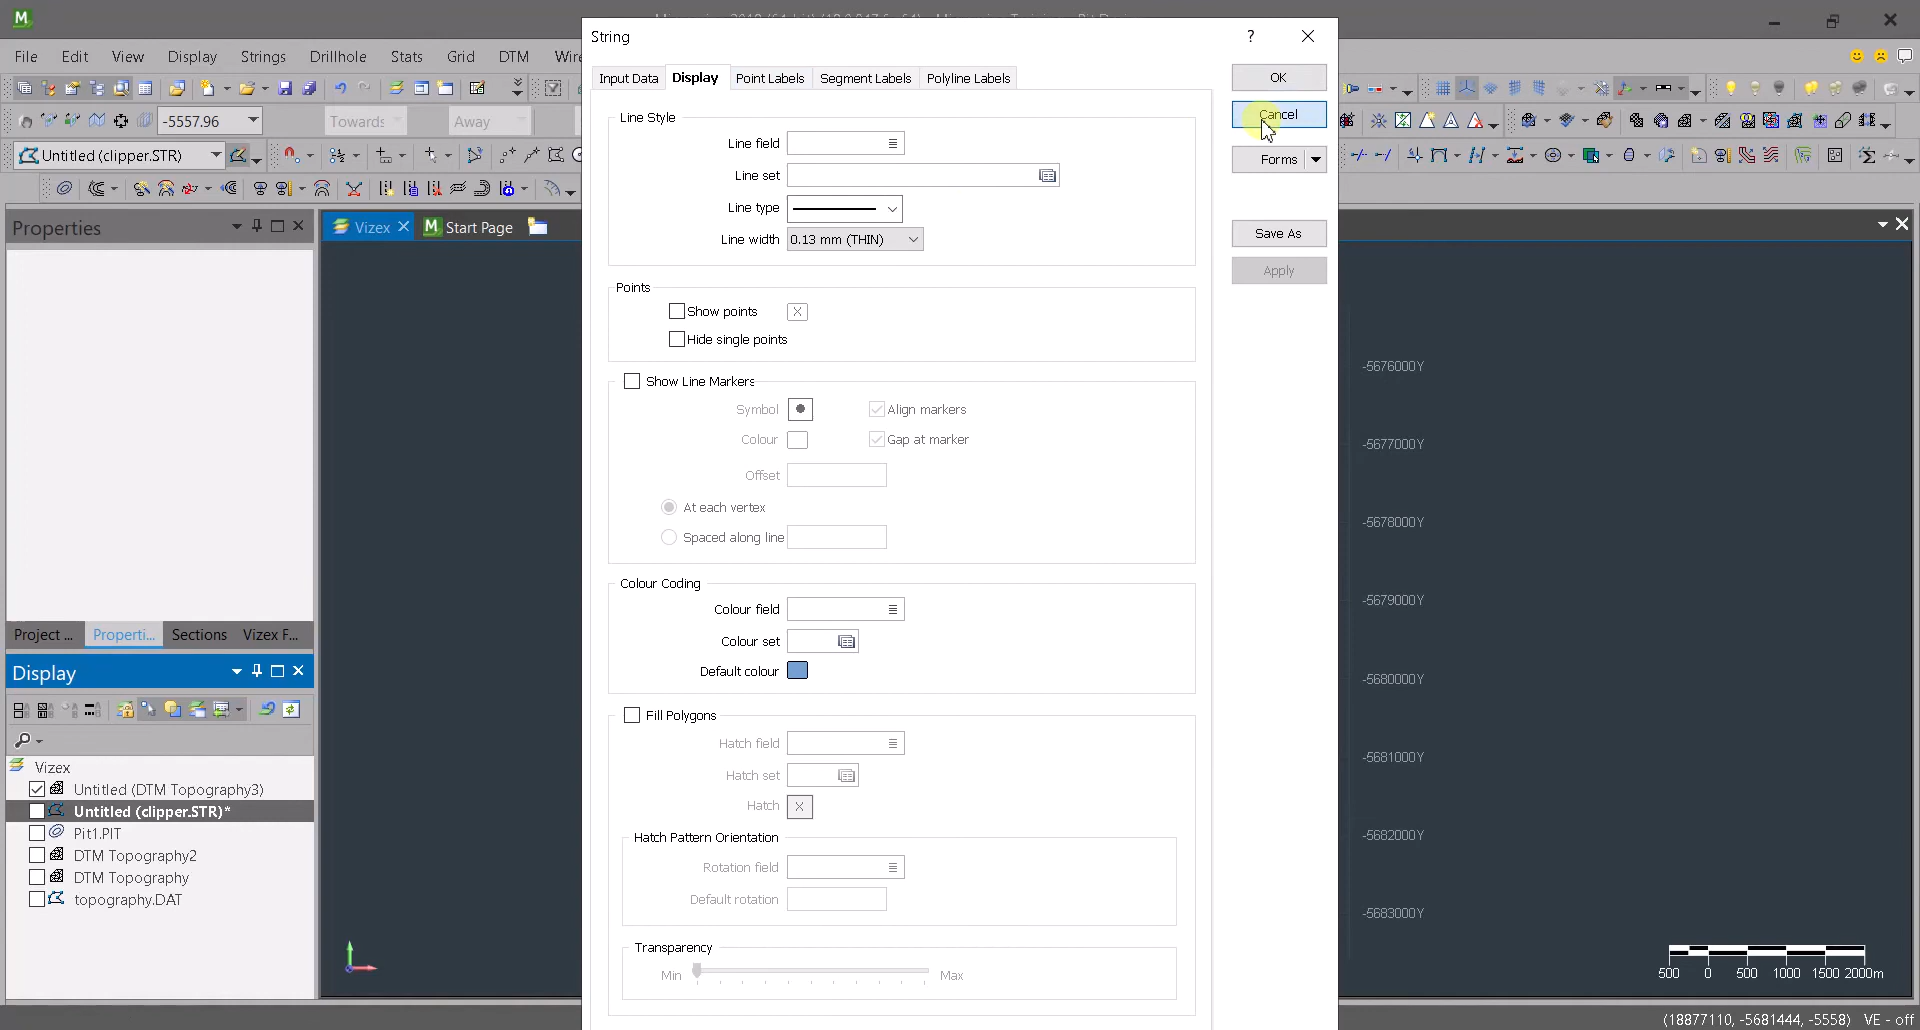 M
String
?
File
Edit
View
Display
Strings
Drillhole
Stats
Grid
DTM
Input Data
Display
Point Labels
Segment Labels
Polyline Labels
OK
Cancel
Forms
Save As
Apply
-5557.96
Towards
Away
Untitled (clipper.STR)
Properties
Vizex
M Start Page
Line Style
Line field
Line set
Line type
Line width
0.13 mm (THIN)
Points
Show points
Hide single points
Show Line Markers
Symbol
Align markers
Colour
Gap at marker
Offset
At each vertex
Spaced along line
Colour Coding
Colour field
Colour set
Default colour
Fill Polygons
Hatch field
Hatch set
Hatch
Hatch Pattern Orientation
Rotation field
Default rotation
Transparency
Min
Max
Project ...
Properti...
Sections
Vizex F...
Display
Vizex
Untitled (DTM Topography3)
Untitled (clipper.STR)*
Pit1.PIT
DTM Topography2
DTM Topography
topography.DAT
-5676000Y
-5677000Y
-5678000Y
-5679000Y
-5680000Y
-5681000Y
-5682000Y
-5683000Y
500 0 500 1000 1500 2000m
(18877110, -5681444, -5558) VE - off